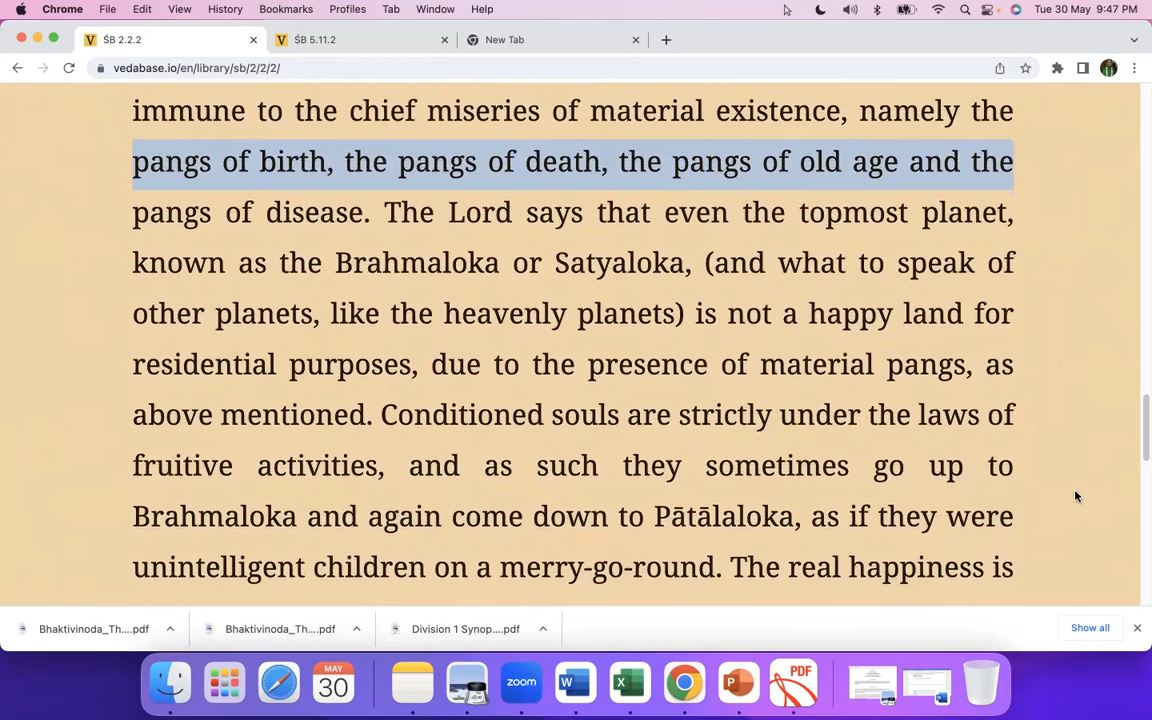 Chrome File Edit View History Bookmarks Profiles Tab Window Help Tue 30 May 9:47 PM
ŚB 2.2.2 ŚB 5.11.2 New Tab
vedabase.io/en/library/sb/2/2/2/
immune to the chief miseries of material existence, namely the
pangs of birth, the pangs of death, the pangs of old age and the
pangs of disease. The Lord says that even the topmost planet,
known as the Brahmaloka or Satyaloka, (and what to speak of
other planets, like the heavenly planets) is not a happy land for
residential purposes, due to the presence of material pangs, as
above mentioned. Conditioned souls are strictly under the laws of
fruitive activities, and as such they sometimes go up to
Brahmaloka and again come down to Pātālaloka, as if they were
unintelligent children on a merry-go-round. The real happiness is
Bhaktivinoda_Th....pdf Bhaktivinoda_Th....pdf Division 1 Synop....pdf Show all
MAY
30
zoom
W
X
P
PDF